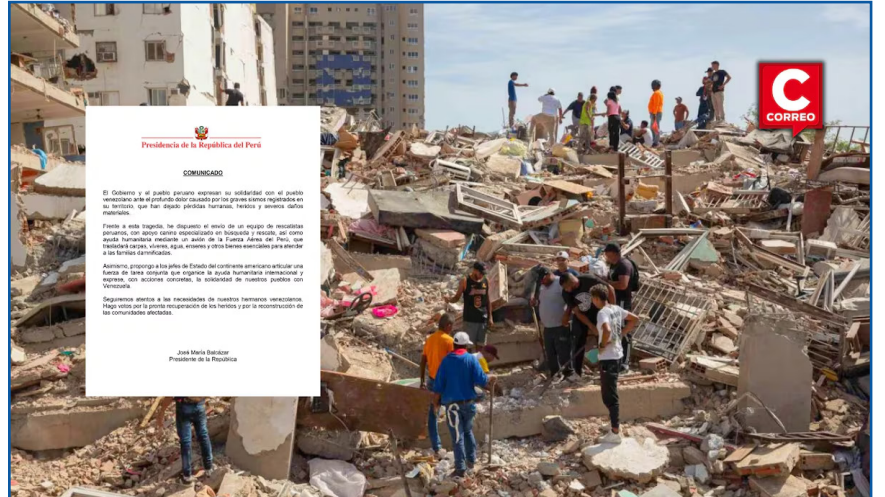 CORREO
Presidencia de la República del Perú
COMUNICADO
El Gobierno y el pueblo peruano expresan su solidaridad con el pueblo
venezolano ante el profundo dolor causado por los graves sismos registrados en
su territorio, que han dejado pérdidas humanas, heridos y severos daños
materiales.
Frente a esta tragedia, he dispuesto el envío de un equipo de rescatistas
peruanos, con apoyo canino especializado en búsqueda y rescate, así como
ayuda humanitaria mediante un avión de la Fuerza Aérea del Perú, que
trasladará carpas, víveres, agua, enseres y otros bienes esenciales para atender
a las familias damnificadas.
Asimismo, propongo a los jefes de Estado del continente americano articular una
fuerza de tarea conjunta que organice la ayuda humanitaria internacional y
exprese, con acciones concretas, la solidaridad de nuestros pueblos con
Venezuela.
Seguiremos atentos a las necesidades de nuestros hermanos venezolanos.
Hago votos por la pronta recuperación de los heridos y por la reconstrucción de
las comunidades afectadas.
José María Balcázar
Presidente de la República